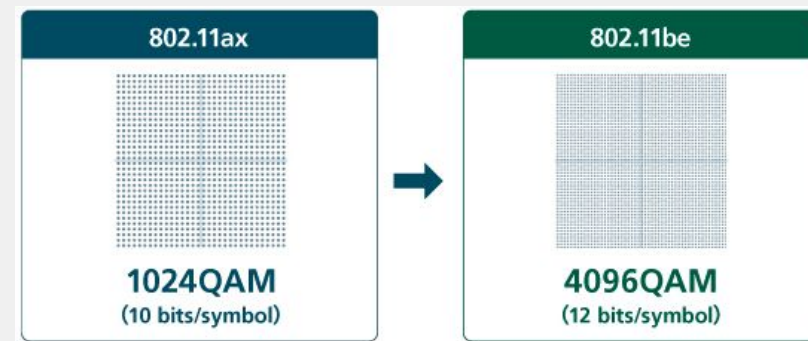 802.11ax
1024QAM
(10 bits/symbol)
802.11be
4096QAM
(12 bits/symbol)